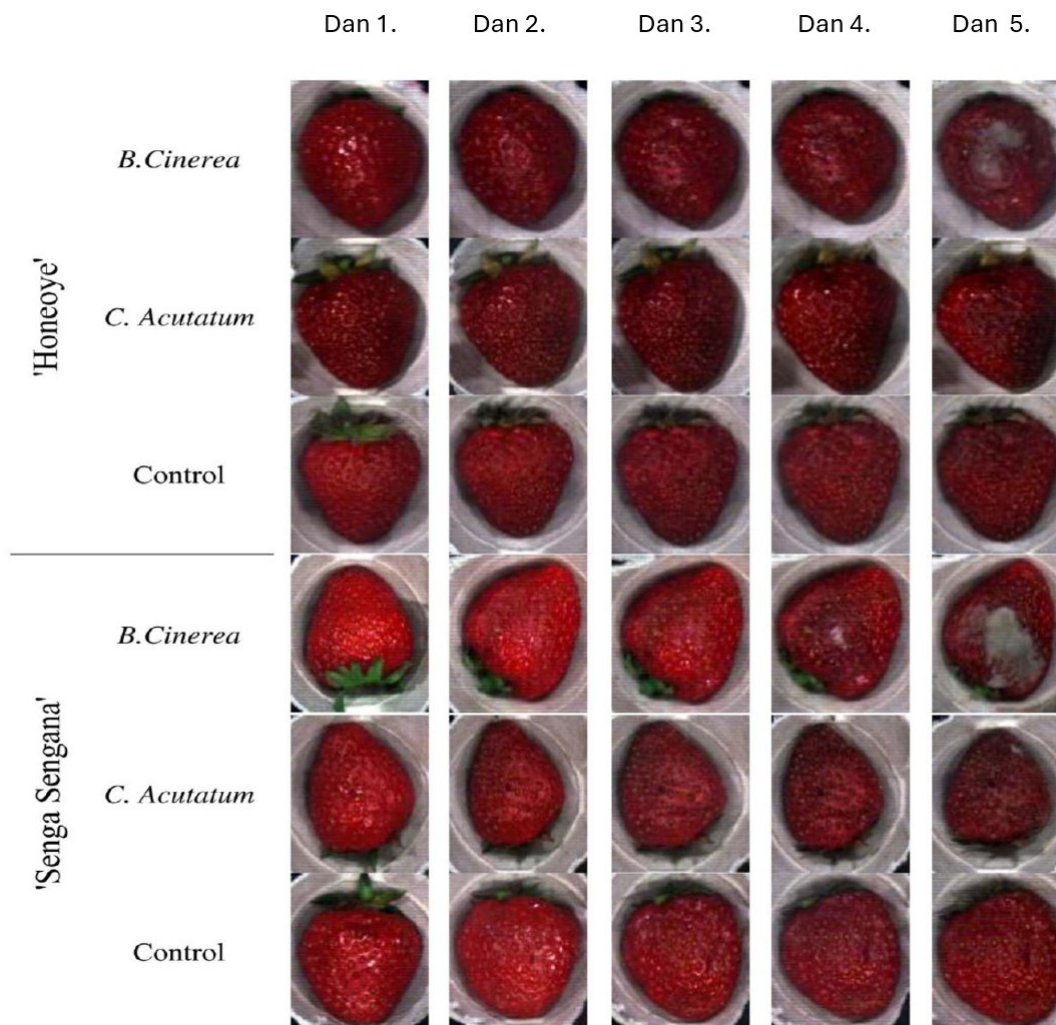 Dan 1. Dan 2. Dan 3. Dan 4. Dan 5.
'Honeoye'
B.Cinerea
C. Acutatum
Control
'Senga Sengana'
B.Cinerea
C. Acutatum
Control